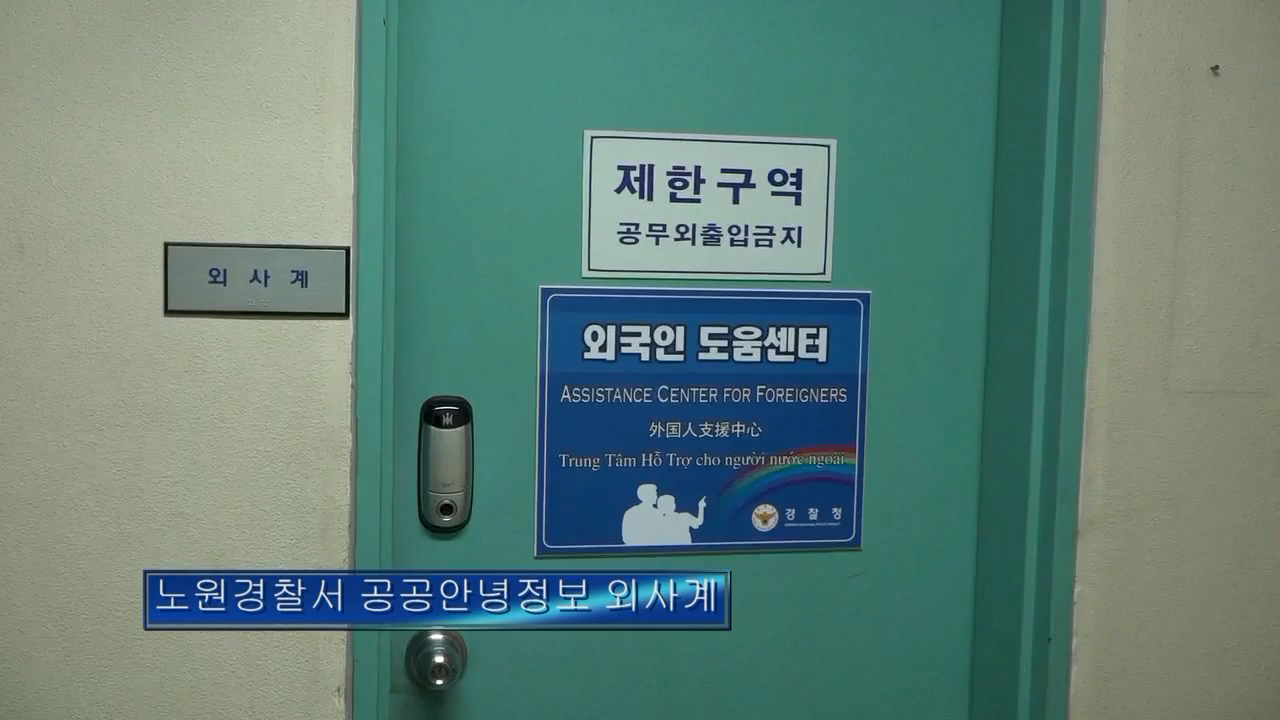 제한구역
공무외출입금지
외 사 계
외국인 도움센터
ASSISTANCE CENTER FOR FOREIGNERS
外国人支援中心
Trung Tâm Hỗ Trợ cho người nước ngoài
경 찰 청
노원경찰서 공공안녕정보 외사계